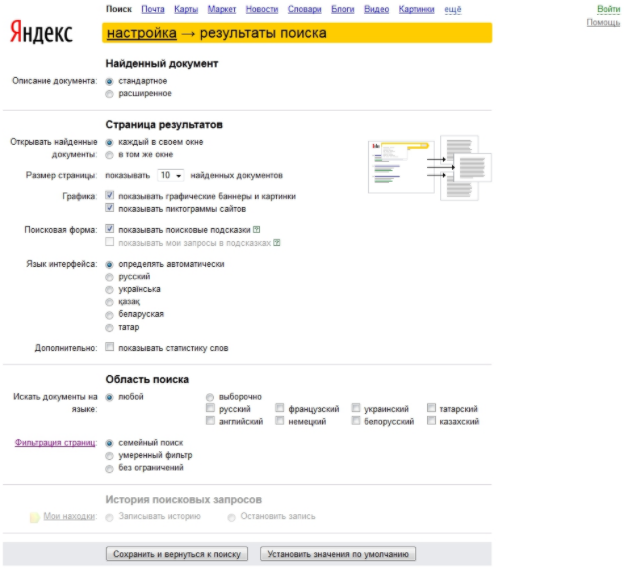 Поиск Почта Карты Маркет Новости Словари Блоги Видео Картинки ещё
Войти
Помощь
Яндекс
настройка → результаты поиска
Найденный документ
Описание документа: стандартное
расширенное
Страница результатов
Открывать найденные документы: каждый в своем окне
в том же окне
Размер страницы: показывать 10 найденных документов
Графика: показывать графические баннеры и картинки
показывать пиктограммы сайтов
Поисковая форма: показывать поисковые подсказки
показывать мои запросы в подсказках
Язык интерфейса: определять автоматически
русский
українська
қазақ
беларуская
татар
Дополнительно: показывать статистику слов
Область поиска
Искать документы на языке: любой выборочно
русский французский украинский татарский
английский немецкий белорусский казахский
Фильтрация страниц: семейный поиск
умеренный фильтр
без ограничений
История поисковых запросов
Мои находки: Записывать историю Остановить запись
Сохранить и вернуться к поиску Установить значения по умолчанию